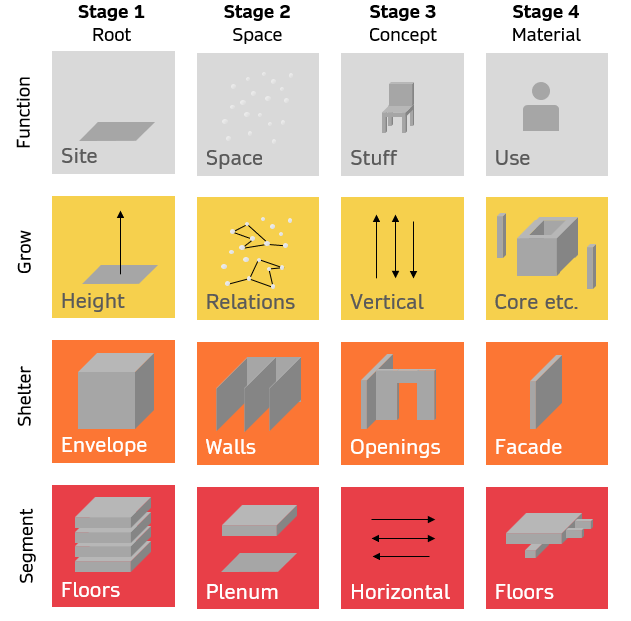 Stage 1 Stage 2 Stage 3 Stage 4
Root Space Concept Material
Function
Site Space Stuff Use
Grow
Height Relations Vertical Core etc.
Shelter
Envelope Walls Openings Facade
Segment
Floors Plenum Horizontal Floors